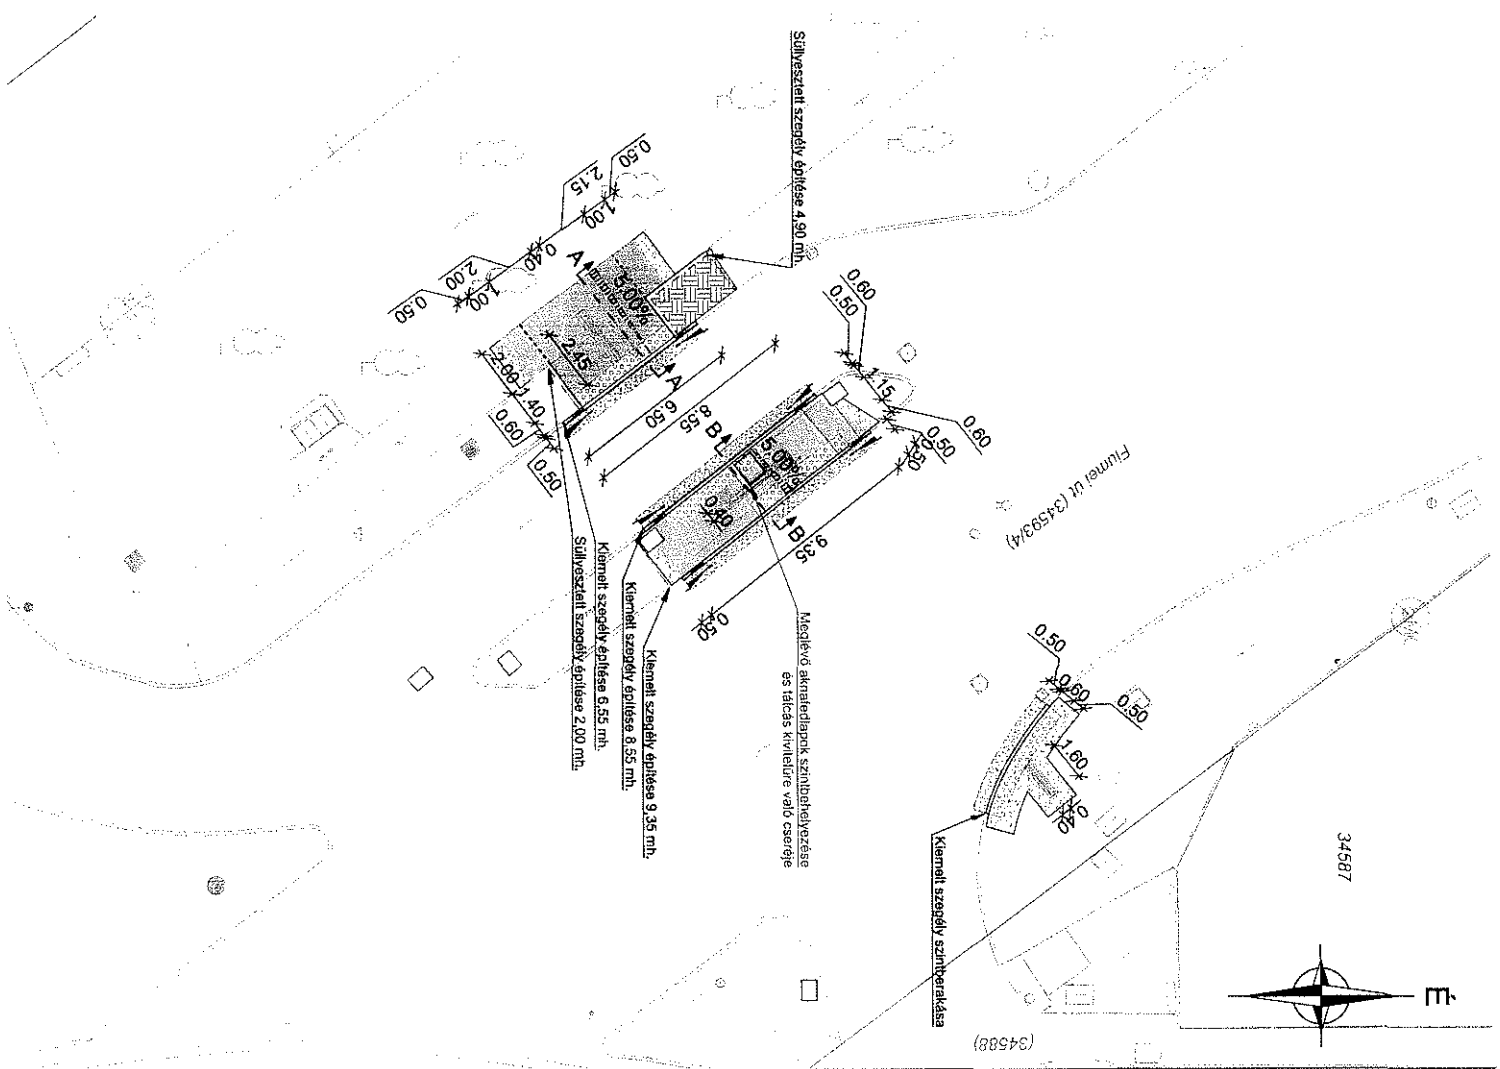 Süllyesztett szegély építése 4,90 mh.
0.50
2.15
1.00
0.40
2.00
1.00
0.50
A
5.00%
2.45
A
2.00
1.40
0.60
0.50
6.50
8.55
0.60
0.50
1.15
0.60
0.50
0.50
B
5.00%
0.40
B
9.35
0.50
Fiumei út (34593/4)
Süllyesztett szegély építése 2,00 mh.
Kiemelt szegély építése 6,55 mh.
Kiemelt szegély építése 8,55 mh.
Kiemelt szegély építése 9,35 mh.
Meglévő aknafedlapok szintbehelyezése
és tálcás kivitelűre való cseréje
0.50
0.60
0.50
1.60
0.40
Kiemelt szegély szintberakása
34587
(34588)
É